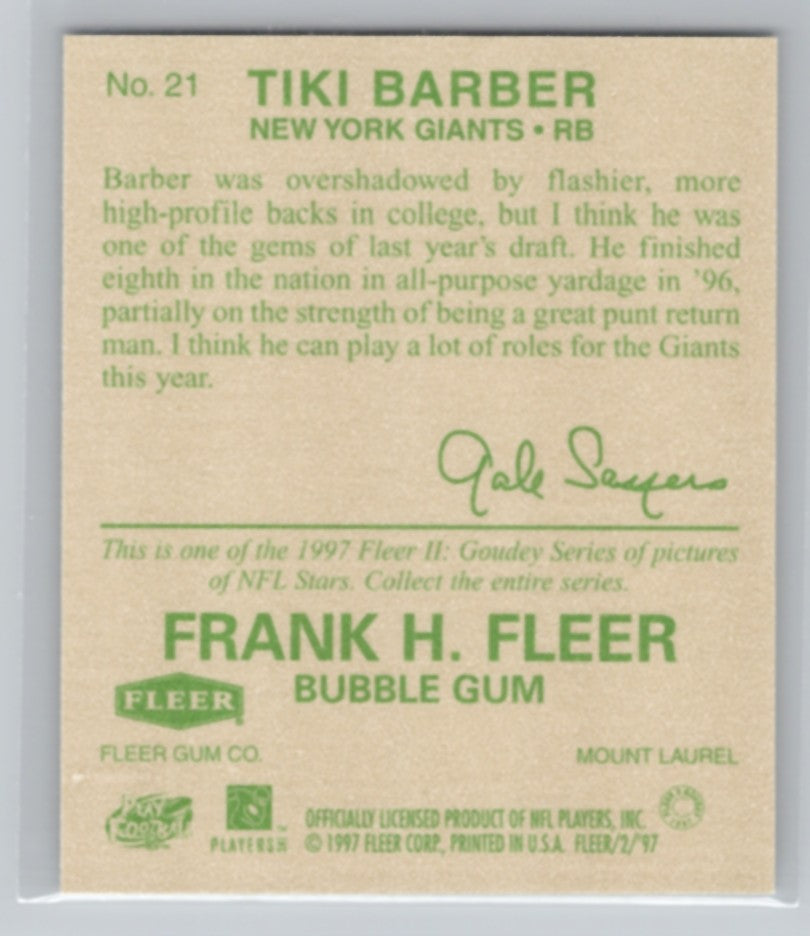 No. 21 TIKI BARBER
NEW YORK GIANTS • RB
Barber was overshadowed by flashier, more
high-profile backs in college, but I think he was
one of the gems of last year's draft. He finished
eighth in the nation in all-purpose yardage in '96,
partially on the strength of being a great punt return
man. I think he can play a lot of roles for the Giants
this year.
Gale Sayers
This is one of the 1997 Fleer II: Goudey Series of pictures
of NFL Stars. Collect the entire series.
FRANK H. FLEER
BUBBLE GUM
FLEER
FLEER GUM CO. MOUNT LAUREL
PLAY FOOTBALL
PLAYERS
OFFICIALLY LICENSED PRODUCT OF NFL PLAYERS, INC.
© 1997 FLEER CORP., PRINTED IN U.S.A. FLEER/2/'97